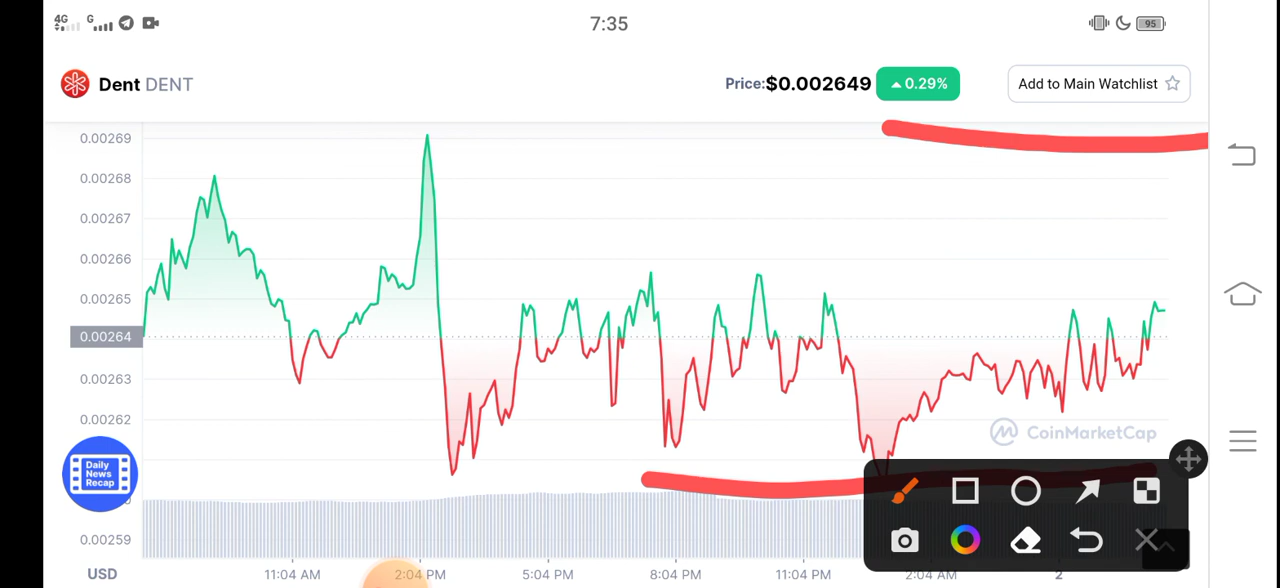 4G G 7:35 95
Dent DENT Price:$0.002649 0.29% Add to Main Watchlist
0.00269
0.00268
0.00267
0.00266
0.00265
0.00264
0.00263
0.00262
CoinMarketCap
Daily
News
Recap
0.00259
USD 11:04 AM 2:04 PM 5:04 PM 8:04 PM 11:04 PM 2 2:04 AM